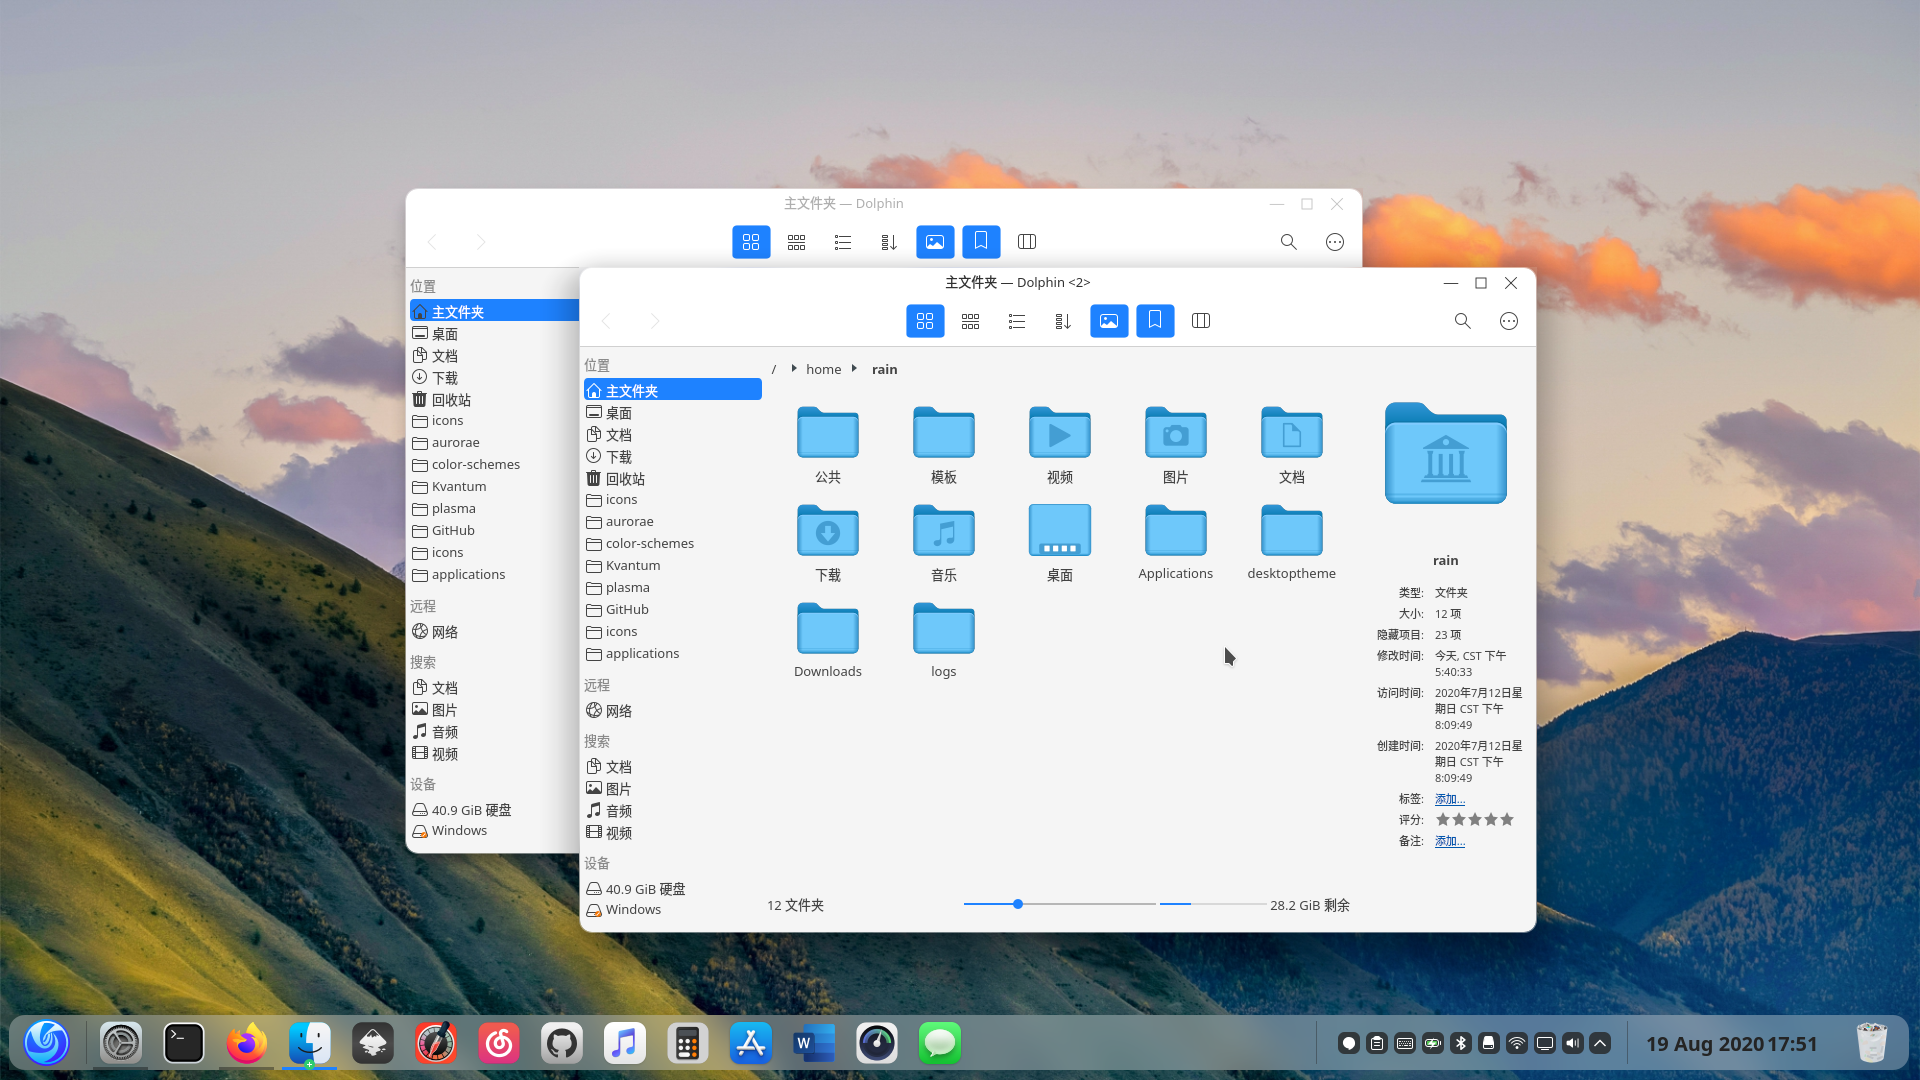 主文件夹 — Dolphin
位置
主文件夹
桌面
文档
下载
回收站
icons
aurorae
color-schemes
Kvantum
plasma
GitHub
icons
applications
远程
网络
搜索
文档
图片
音频
视频
设备
40.9 GiB 硬盘
Windows
主文件夹 — Dolphin <2>
位置
主文件夹
桌面
文档
下载
回收站
icons
aurorae
color-schemes
Kvantum
plasma
GitHub
icons
applications
远程
网络
搜索
文档
图片
音频
视频
设备
40.9 GiB 硬盘
Windows
/ home rain
公共 模板 视频 图片 文档
下载 音乐 桌面 Applications desktoptheme
Downloads logs
rain
类型: 文件夹
大小: 12 项
隐藏项目: 23 项
修改时间: 今天, CST 下午
5:40:33
访问时间: 2020年7月12日星
期日 CST 下午
8:09:49
创建时间: 2020年7月12日星
期日 CST 下午
8:09:49
标签: 添加...
评分:
备注: 添加...
12 文件夹
28.2 GiB 剩余
W
19 Aug 2020 17:51